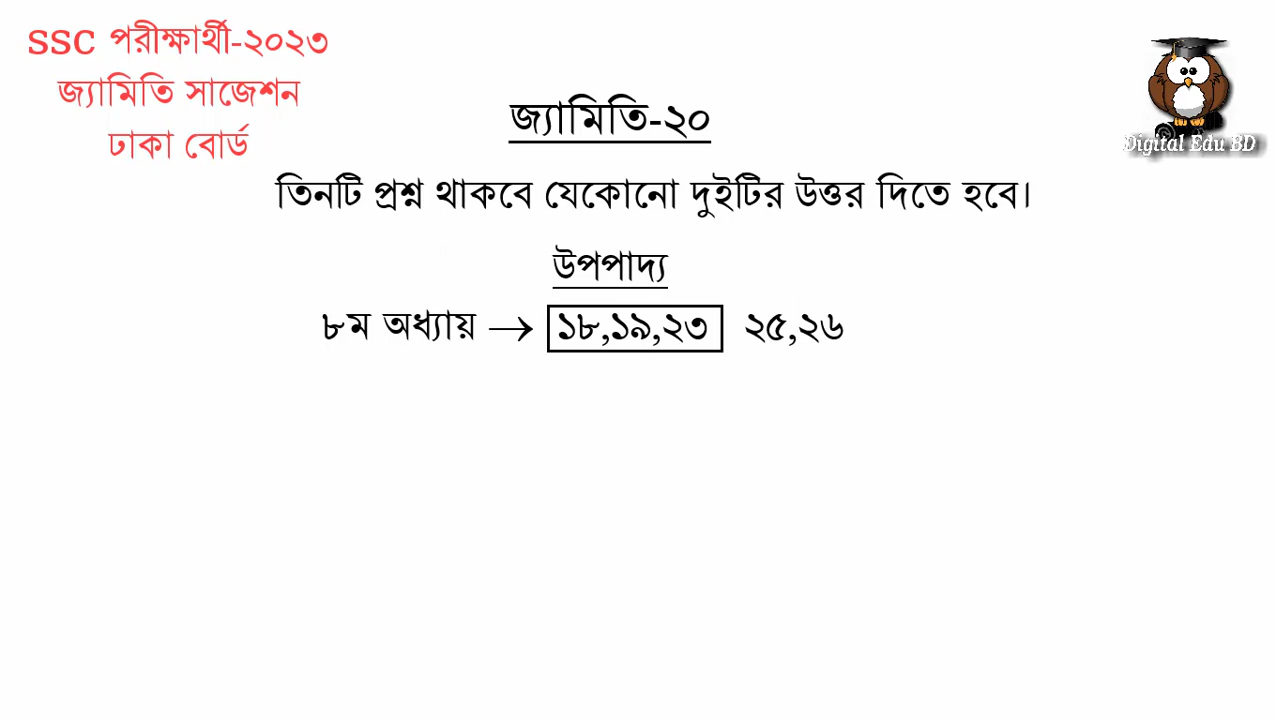 SSC পরীক্ষার্থী-২০২৩
জ্যামিতি সাজেশন
ঢাকা বোর্ড
Digital Edu BD
জ্যামিতি-২০
তিনটি প্রশ্ন থাকবে যেকোনো দুইটির উত্তর দিতে হবে।
উপপাদ্য
৮ম অধ্যায় → ১৮,১৯,২৩ ২৫,২৬